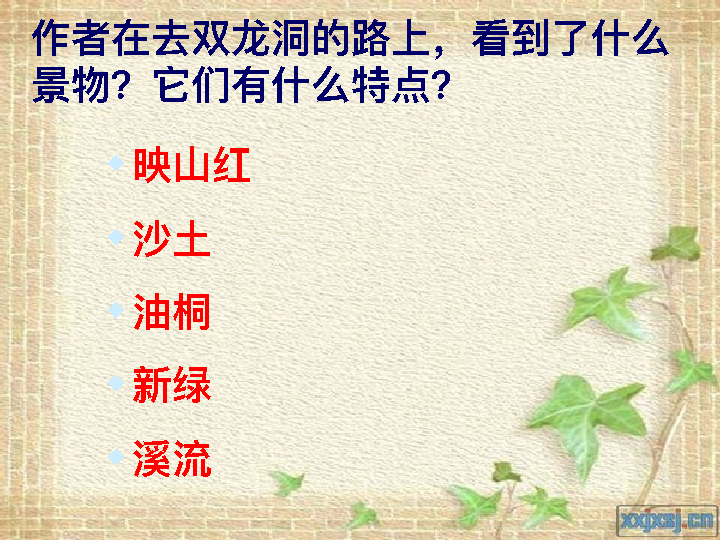 作者在去双龙洞的路上，看到了什么
景物？它们有什么特点？
映山红
沙土
油桐
新绿
溪流
xxjxsj.cn